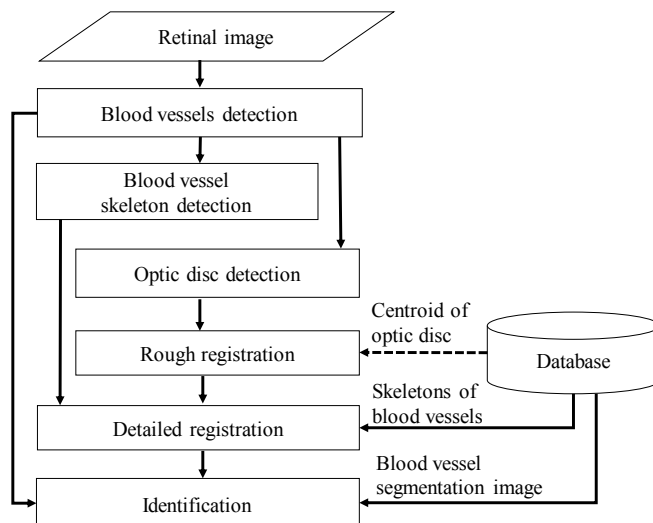 Retinal image
Blood vessels detection
Blood vessel
skeleton detection
Optic disc detection
Centroid of
optic disc
Rough registration
Database
Skeletons of
blood vessels
Detailed registration
Blood vessel
segmentation image
Identification